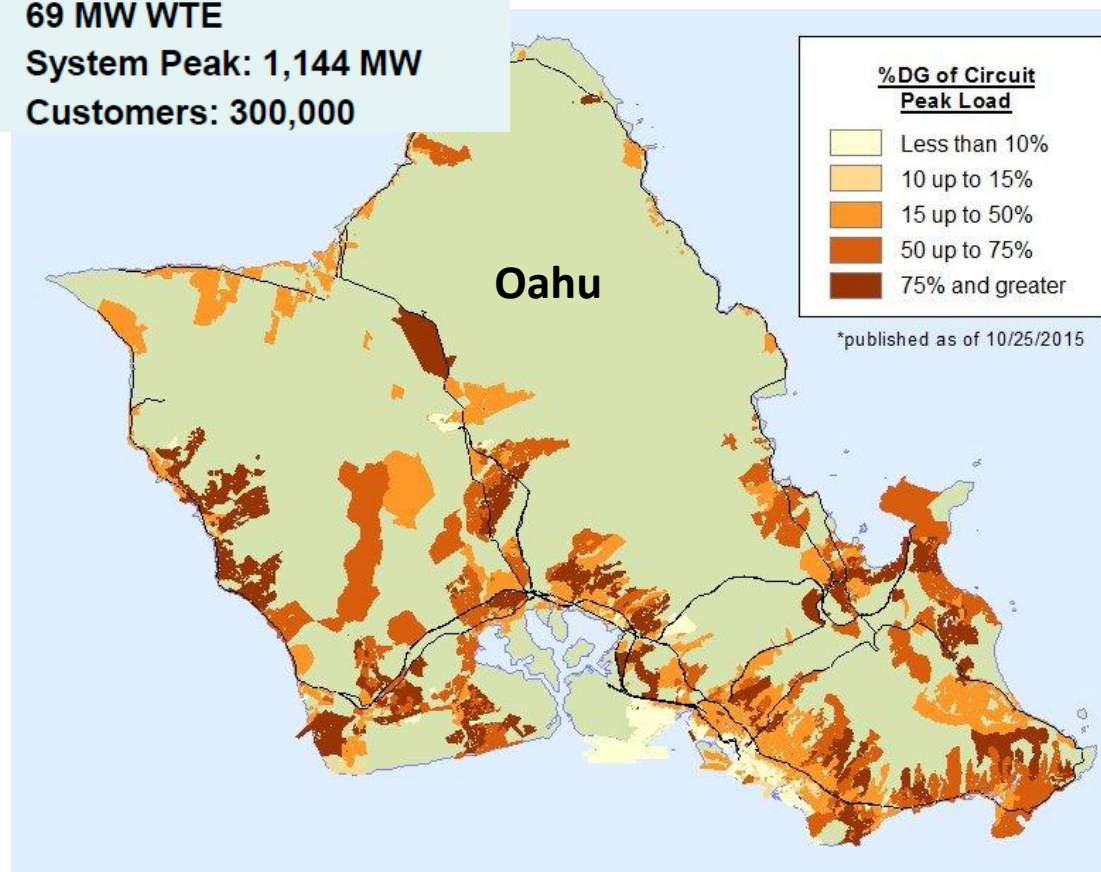 69 MW WTE
System Peak: 1,144 MW
Customers: 300,000
%DG of Circuit
Peak Load
Less than 10%
10 up to 15%
15 up to 50%
50 up to 75%
75% and greater
*published as of 10/25/2015
Oahu